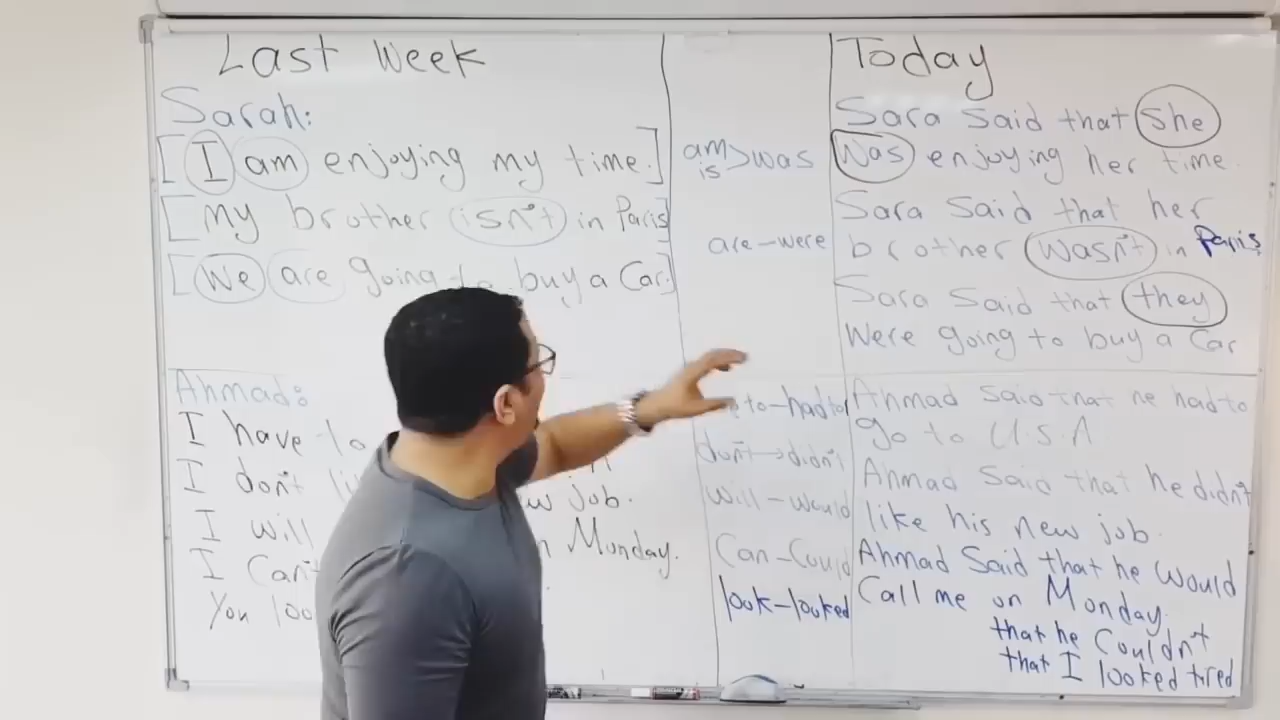 Last Week
Sarah:
[I am enjoying my time.]
[My brother isn't in Paris]
[We are going to buy a Car.]
Ahmad:
I have to
I don't job.
I will Monday.
I Can't
You
am
is > was
are - were
to - had to
don't → didn't
will - would
Can - Could
look - looked
Today
Sara Said that she
was enjoying her time.
Sara Said that her
brother wasn't in Paris.
Sara Said that they
Were going to buy a Car
Ahmad Said that he had to
go to U.S.A
Ahmad Said that he didn't
like his new job.
Ahmad Said that he would
Call me on Monday.
that he Couldn't
that I looked tired